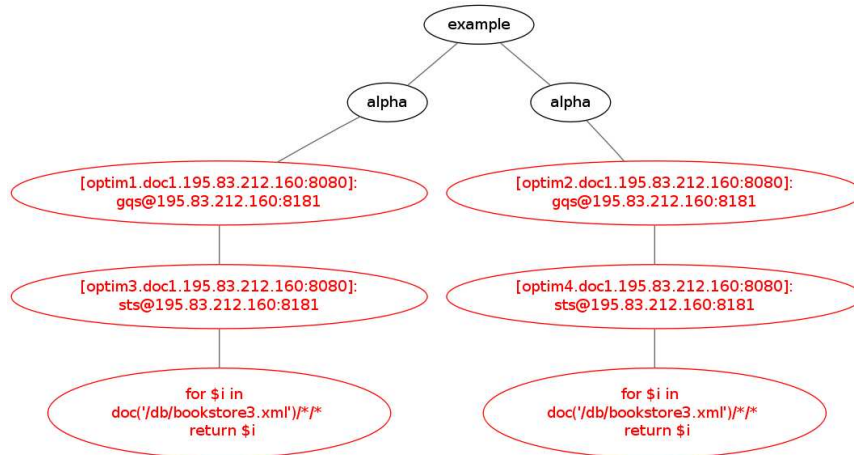 example
alpha
alpha
[optim1.doc1.195.83.212.160:8080]:
gqs@195.83.212.160:8181
[optim2.doc1.195.83.212.160:8080]:
gqs@195.83.212.160:8181
[optim3.doc1.195.83.212.160:8080]:
sts@195.83.212.160:8181
[optim4.doc1.195.83.212.160:8080]:
sts@195.83.212.160:8181
for $i in
doc('/db/bookstore3.xml')/*/*
return $i
for $i in
doc('/db/bookstore3.xml')/*/*
return $i